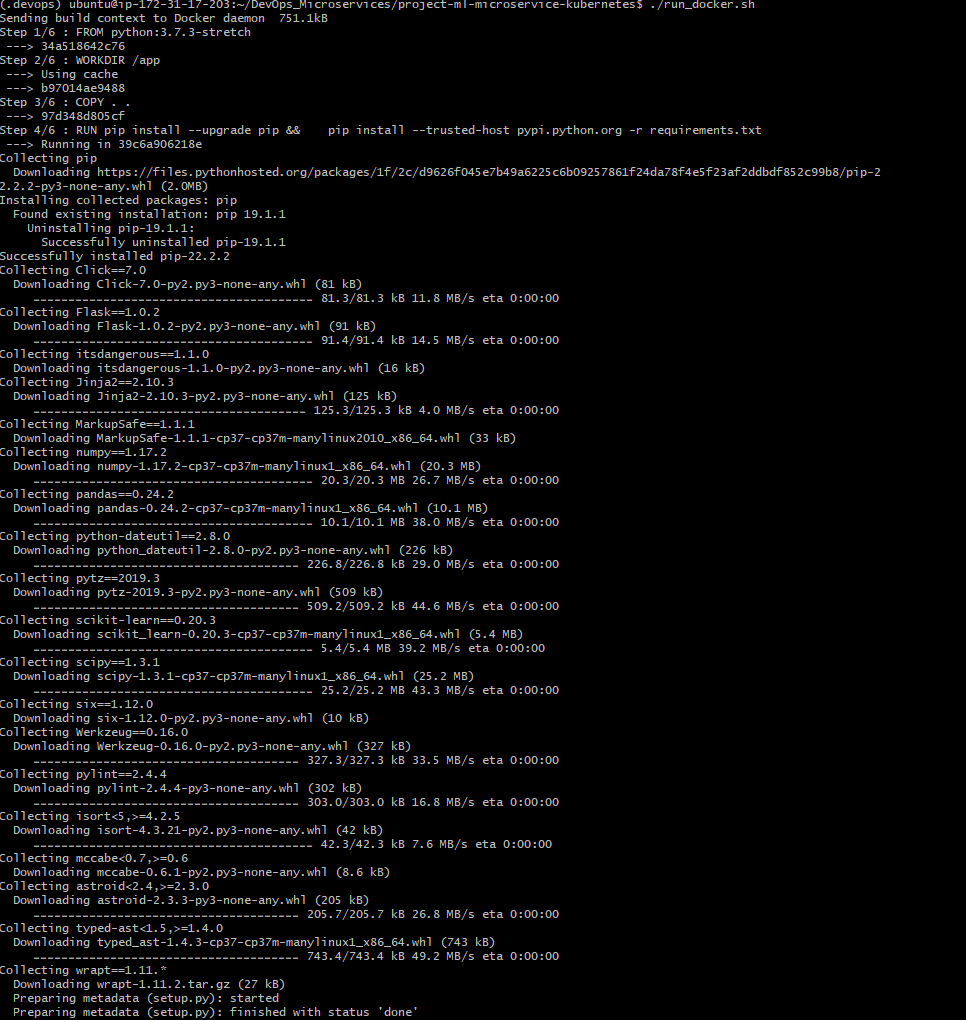 (.devops) ubuntu@ip-172-31-17-203:~/DevOps_Microservices/project-ml-microservice-kubernetes$ ./run_docker.sh
Sending build context to Docker daemon  751.1kB
Step 1/6 : FROM python:3.7.3-stretch
 ---> 34a518642c76
Step 2/6 : WORKDIR /app
 ---> Using cache
 ---> b97014ae9488
Step 3/6 : COPY . .
 ---> 97d348d805cf
Step 4/6 : RUN pip install --upgrade pip &&    pip install --trusted-host pypi.python.org -r requirements.txt
 ---> Running in 39c6a906218e
Collecting pip
  Downloading https://files.pythonhosted.org/packages/1f/2c/d9626f045e7b49a6225c6b09257861f24da78f4e5f23af2ddbdf852c99b8/pip-2
2.2.2-py3-none-any.whl (2.0MB)
Installing collected packages: pip
  Found existing installation: pip 19.1.1
    Uninstalling pip-19.1.1:
      Successfully uninstalled pip-19.1.1
Successfully installed pip-22.2.2
Collecting Click==7.0
  Downloading Click-7.0-py2.py3-none-any.whl (81 kB)
     ---------------------------------------- 81.3/81.3 kB 11.8 MB/s eta 0:00:00
Collecting Flask==1.0.2
  Downloading Flask-1.0.2-py2.py3-none-any.whl (91 kB)
     ---------------------------------------- 91.4/91.4 kB 14.5 MB/s eta 0:00:00
Collecting itsdangerous==1.1.0
  Downloading itsdangerous-1.1.0-py2.py3-none-any.whl (16 kB)
Collecting Jinja2==2.10.3
  Downloading Jinja2-2.10.3-py2.py3-none-any.whl (125 kB)
     --------------------------------------- 125.3/125.3 kB 4.0 MB/s eta 0:00:00
Collecting MarkupSafe==1.1.1
  Downloading MarkupSafe-1.1.1-cp37-cp37m-manylinux2010_x86_64.whl (33 kB)
Collecting numpy==1.17.2
  Downloading numpy-1.17.2-cp37-cp37m-manylinux1_x86_64.whl (20.3 MB)
     ---------------------------------------- 20.3/20.3 MB 26.7 MB/s eta 0:00:00
Collecting pandas==0.24.2
  Downloading pandas-0.24.2-cp37-cp37m-manylinux1_x86_64.whl (10.1 MB)
     ---------------------------------------- 10.1/10.1 MB 38.0 MB/s eta 0:00:00
Collecting python-dateutil==2.8.0
  Downloading python_dateutil-2.8.0-py2.py3-none-any.whl (226 kB)
     -------------------------------------- 226.8/226.8 kB 29.0 MB/s eta 0:00:00
Collecting pytz==2019.3
  Downloading pytz-2019.3-py2.py3-none-any.whl (509 kB)
     -------------------------------------- 509.2/509.2 kB 44.6 MB/s eta 0:00:00
Collecting scikit-learn==0.20.3
  Downloading scikit_learn-0.20.3-cp37-cp37m-manylinux1_x86_64.whl (5.4 MB)
     ---------------------------------------- 5.4/5.4 MB 39.2 MB/s eta 0:00:00
Collecting scipy==1.3.1
  Downloading scipy-1.3.1-cp37-cp37m-manylinux1_x86_64.whl (25.2 MB)
     ---------------------------------------- 25.2/25.2 MB 43.3 MB/s eta 0:00:00
Collecting six==1.12.0
  Downloading six-1.12.0-py2.py3-none-any.whl (10 kB)
Collecting Werkzeug==0.16.0
  Downloading Werkzeug-0.16.0-py2.py3-none-any.whl (327 kB)
     -------------------------------------- 327.3/327.3 kB 33.5 MB/s eta 0:00:00
Collecting pylint==2.4.4
  Downloading pylint-2.4.4-py3-none-any.whl (302 kB)
     -------------------------------------- 303.0/303.0 kB 16.8 MB/s eta 0:00:00
Collecting isort<5,>=4.2.5
  Downloading isort-4.3.21-py2.py3-none-any.whl (42 kB)
     ---------------------------------------- 42.3/42.3 kB 7.6 MB/s eta 0:00:00
Collecting mccabe<0.7,>=0.6
  Downloading mccabe-0.6.1-py2.py3-none-any.whl (8.6 kB)
Collecting astroid<2.4,>=2.3.0
  Downloading astroid-2.3.3-py3-none-any.whl (205 kB)
     -------------------------------------- 205.7/205.7 kB 26.8 MB/s eta 0:00:00
Collecting typed-ast<1.5,>=1.4.0
  Downloading typed_ast-1.4.3-cp37-cp37m-manylinux1_x86_64.whl (743 kB)
     -------------------------------------- 743.4/743.4 kB 49.2 MB/s eta 0:00:00
Collecting wrapt==1.11.*
  Downloading wrapt-1.11.2.tar.gz (27 kB)
  Preparing metadata (setup.py): started
  Preparing metadata (setup.py): finished with status 'done'